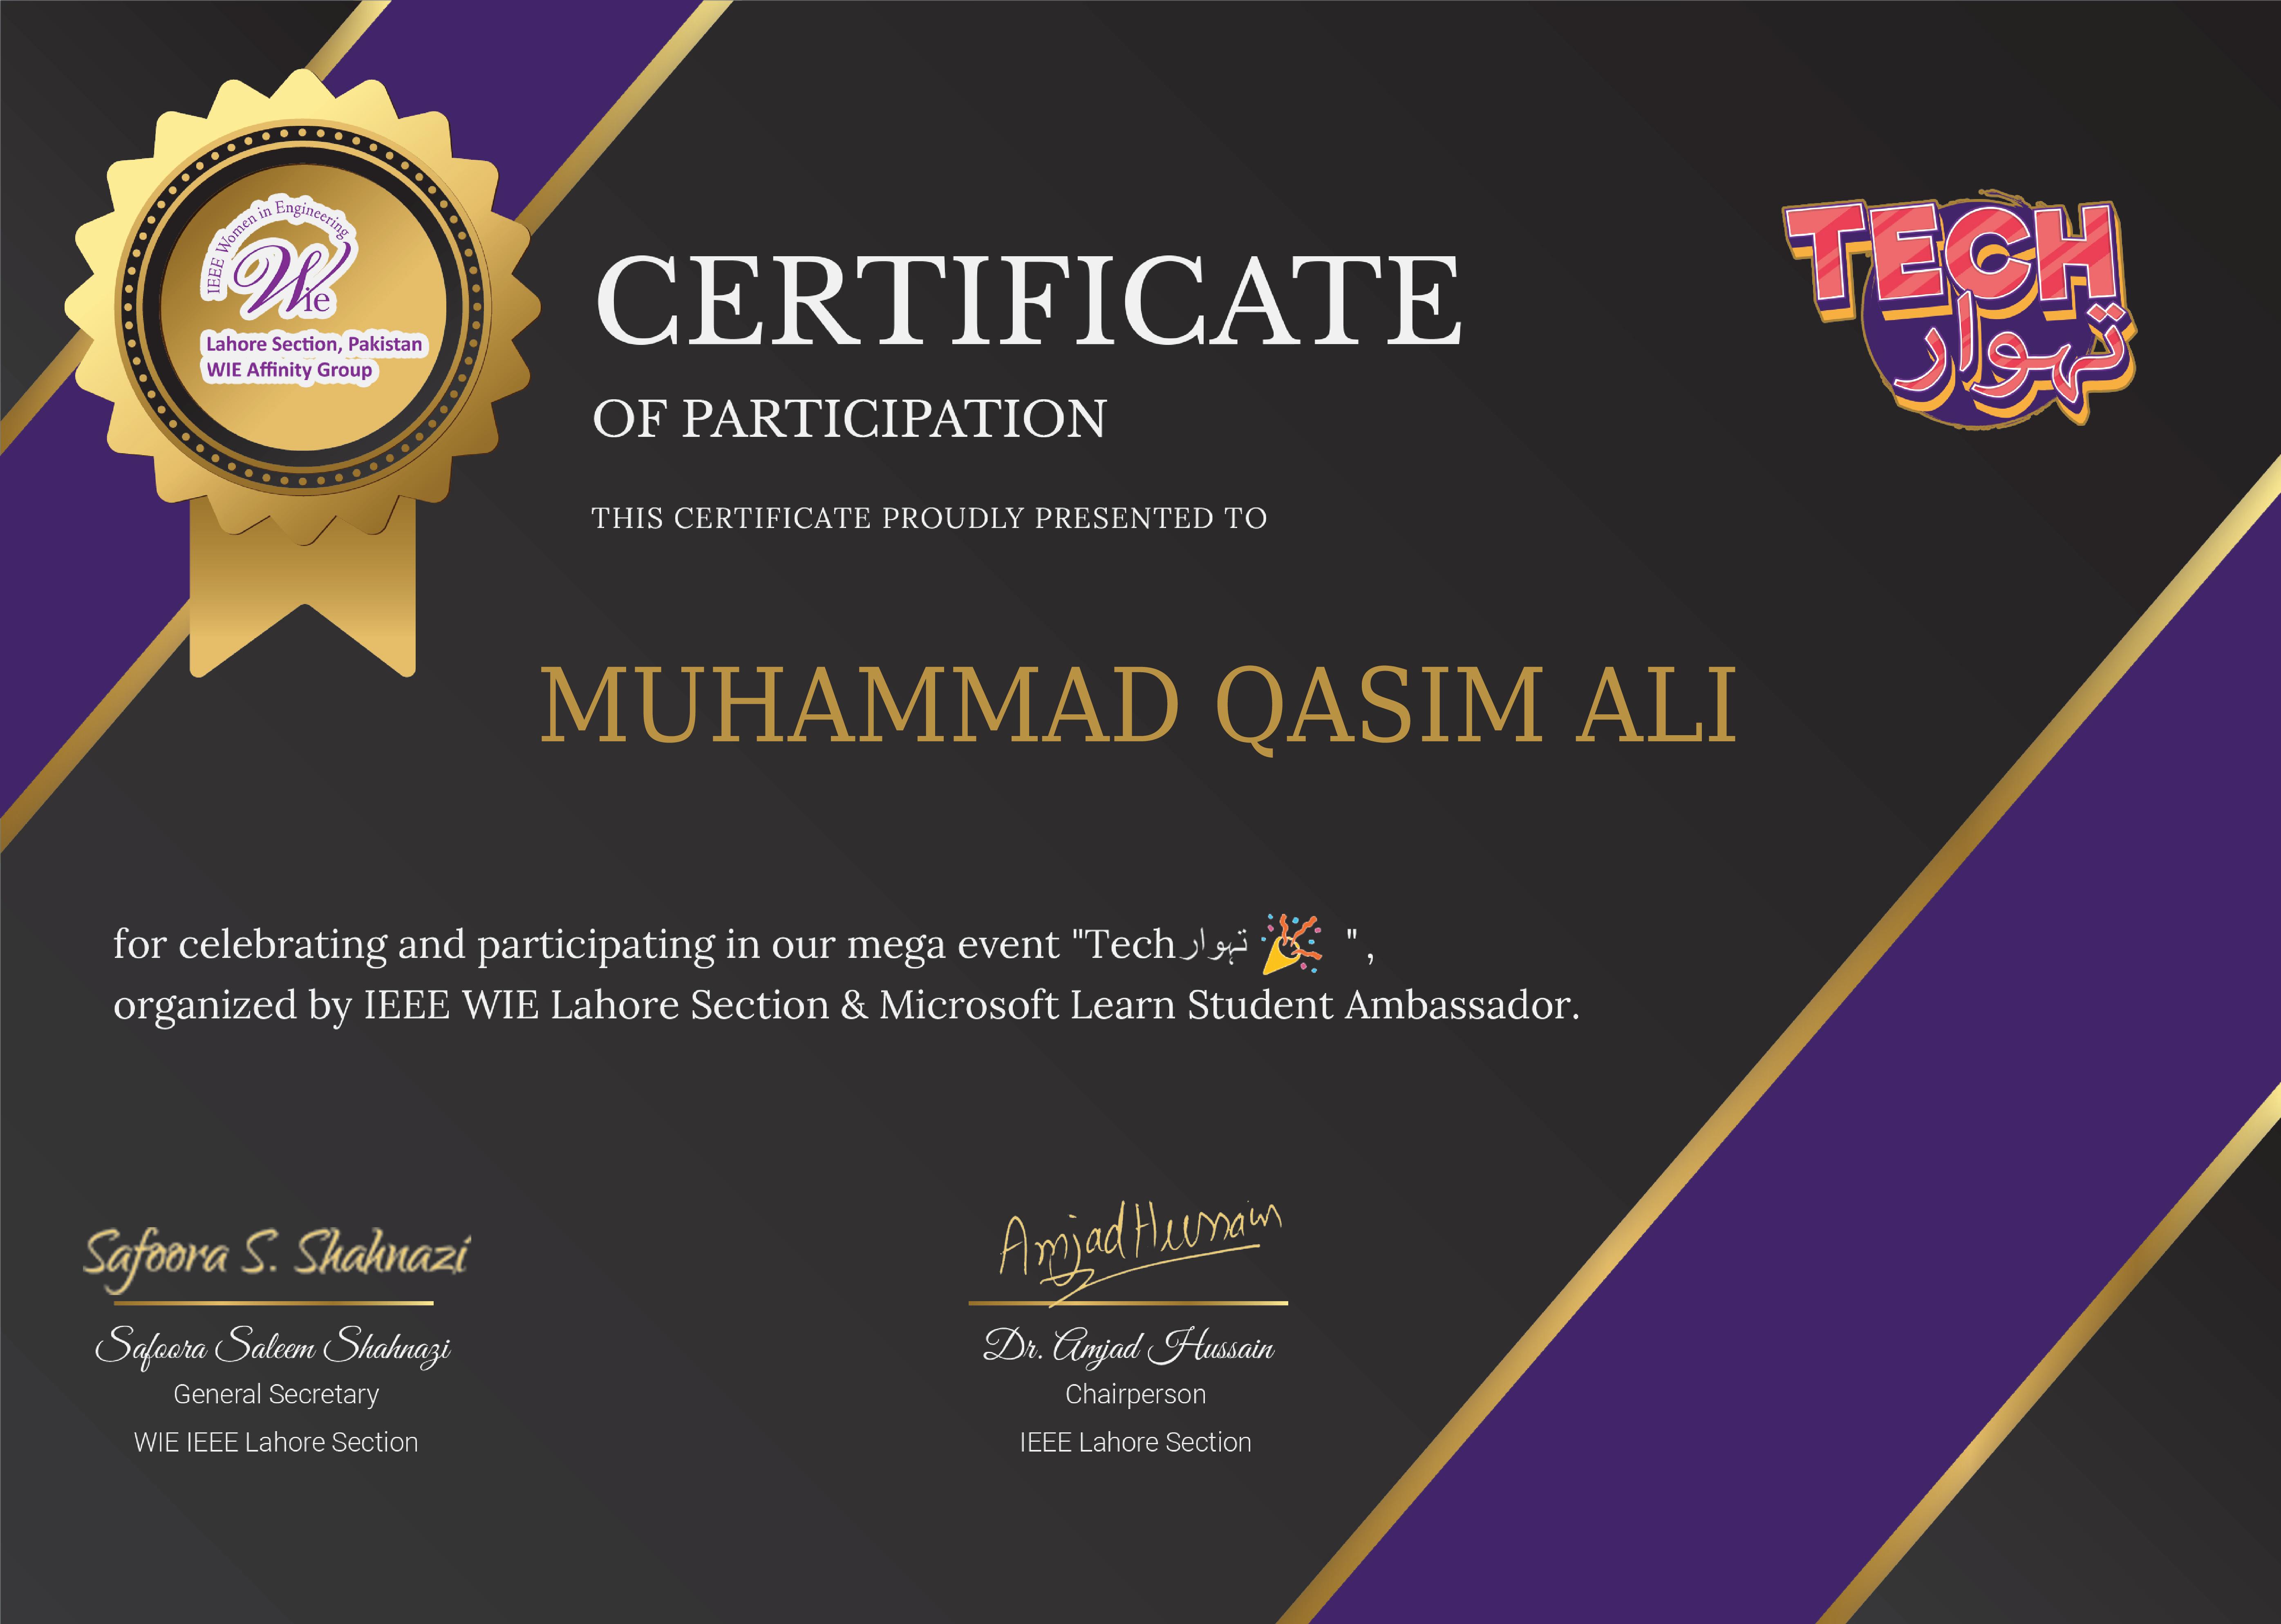 IEEE Women in Engineering
Wie
Lahore Section, Pakistan
WIE Affinity Group
CERTIFICATE
OF PARTICIPATION
THIS CERTIFICATE PROUDLY PRESENTED TO
TECH
تہوار
MUHAMMAD QASIM ALI
for celebrating and participating in our mega event "Tech تہوار 🎉 ",
organized by IEEE WIE Lahore Section & Microsoft Learn Student Ambassador.
Safoora S. Shahnazi
Safoora Saleem Shahnazi
General Secretary
WIE IEEE Lahore Section
Amjad Hussain
Dr. Amjad Hussain
Chairperson
IEEE Lahore Section